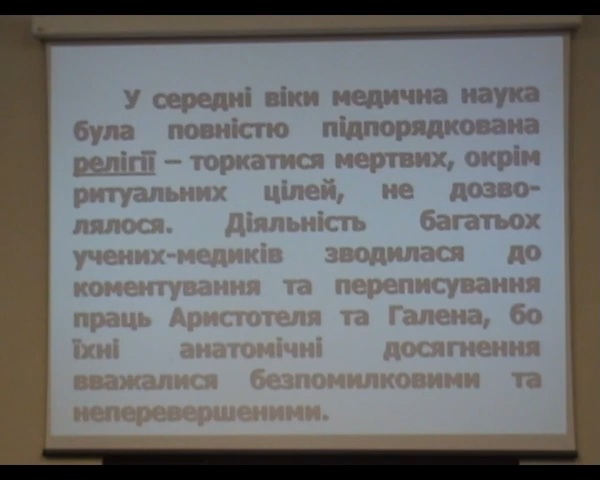 У середні віки медична наука
була повністю підпорядкована
релігії – торкатися мертвих, окрім
ритуальних цілей, не дозво-
лялося. Діяльність багатьох
учених-медиків зводилася до
коментування та переписування
праць Аристотеля та Галена, бо
їхні анатомічні досягнення
вважалися безпомилковими та
неперевершеними.